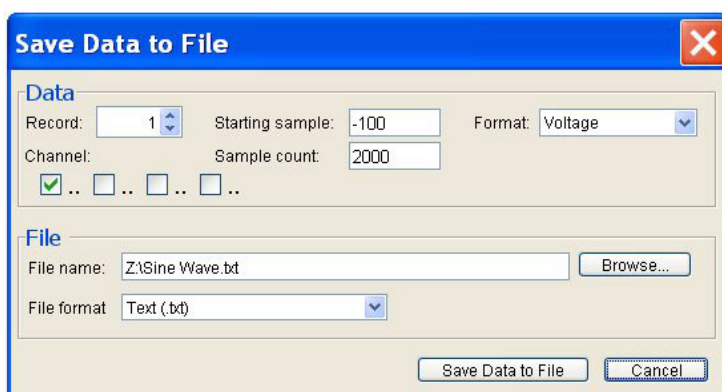 Save Data to File
Data
Record: 1 Starting sample: -100 Format: Voltage
Channel: Sample count: 2000
.. .. .. ..
File
File name: Z:\Sine Wave.txt Browse...
File format Text (.txt)
Save Data to File Cancel